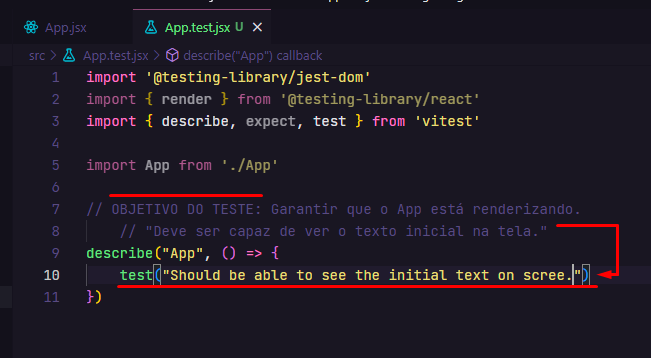 App.jsx
App.test.jsx U
src > App.test.jsx > describe("App") callback
1 import '@testing-library/jest-dom'
2 import { render } from '@testing-library/react'
3 import { describe, expect, test } from 'vitest'
4
5 import App from './App'
6
7 // OBJETIVO DO TESTE: Garantir que o App está renderizando.
8 // "Deve ser capaz de ver o texto inicial na tela."
9 describe("App", () => {
10 test("Should be able to see the initial text on scree.")
11 })